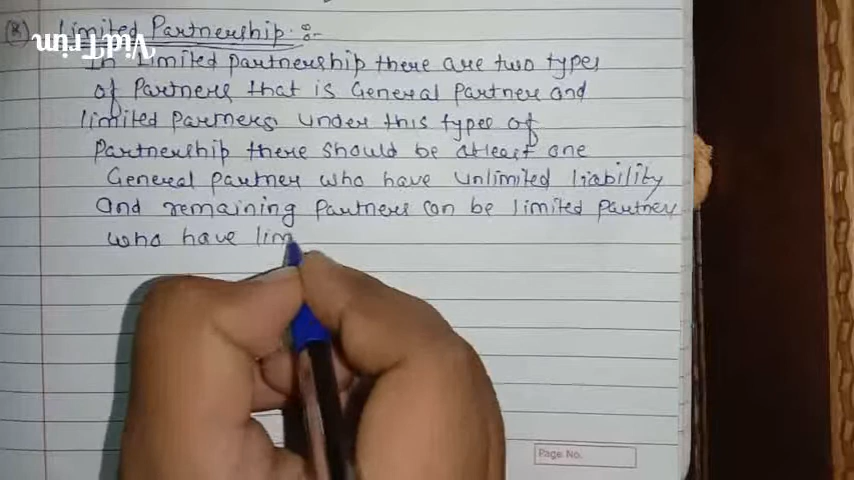 (B) Limited Partnership :-
VidTrim
In Limited partnership there are two types
of Partners that is General Partner and
limited Partners. Under this types of
Partnership there should be atleast one
General partner who have unlimited liability
and remaining Partners can be limited partners
who have lim
Page No.